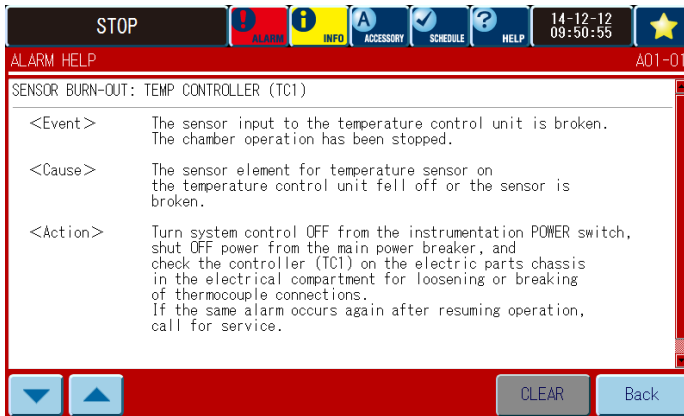 STOP
ALARM
INFO
A
ACCESSORY
SCHEDULE
?
HELP
14-12-12
09:50:55
ALARM HELP
A01-01
SENSOR BURN-OUT: TEMP CONTROLLER (TC1)
<Event> The sensor input to the temperature control unit is broken.
The chamber operation has been stopped.
<Cause> The sensor element for temperature sensor on
the temperature control unit fell off or the sensor is
broken.
<Action> Turn system control OFF from the instrumentation POWER switch,
shut OFF power from the main power breaker, and
check the controller (TC1) on the electric parts chassis
in the electrical compartment for loosening or breaking
of thermocouple connections.
If the same alarm occurs again after resuming operation,
call for service.
CLEAR
Back